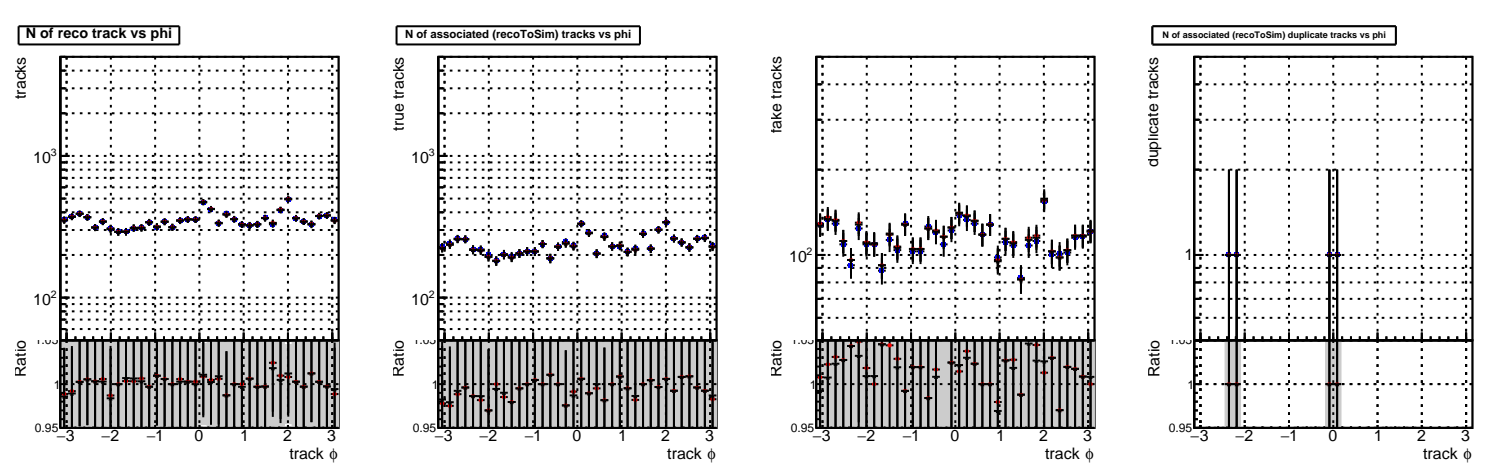 N of reco track vs phi
N of associated (recoToSim) tracks vs phi
N of associated (recoToSim) duplicate tracks vs phi
tracks
10³
10²
Ratio
1
0.95
−3 −2 −1 0 1 2 3
track ϕ
true tracks
10³
10²
Ratio
1
0.95
−3 −2 −1 0 1 2 3
track ϕ
fake tracks
10²
Ratio
1
0.95
−3 −2 −1 0 1 2 3
track ϕ
duplicate tracks
1
Ratio
1
0.95
−3 −2 −1 0 1 2 3
track ϕ